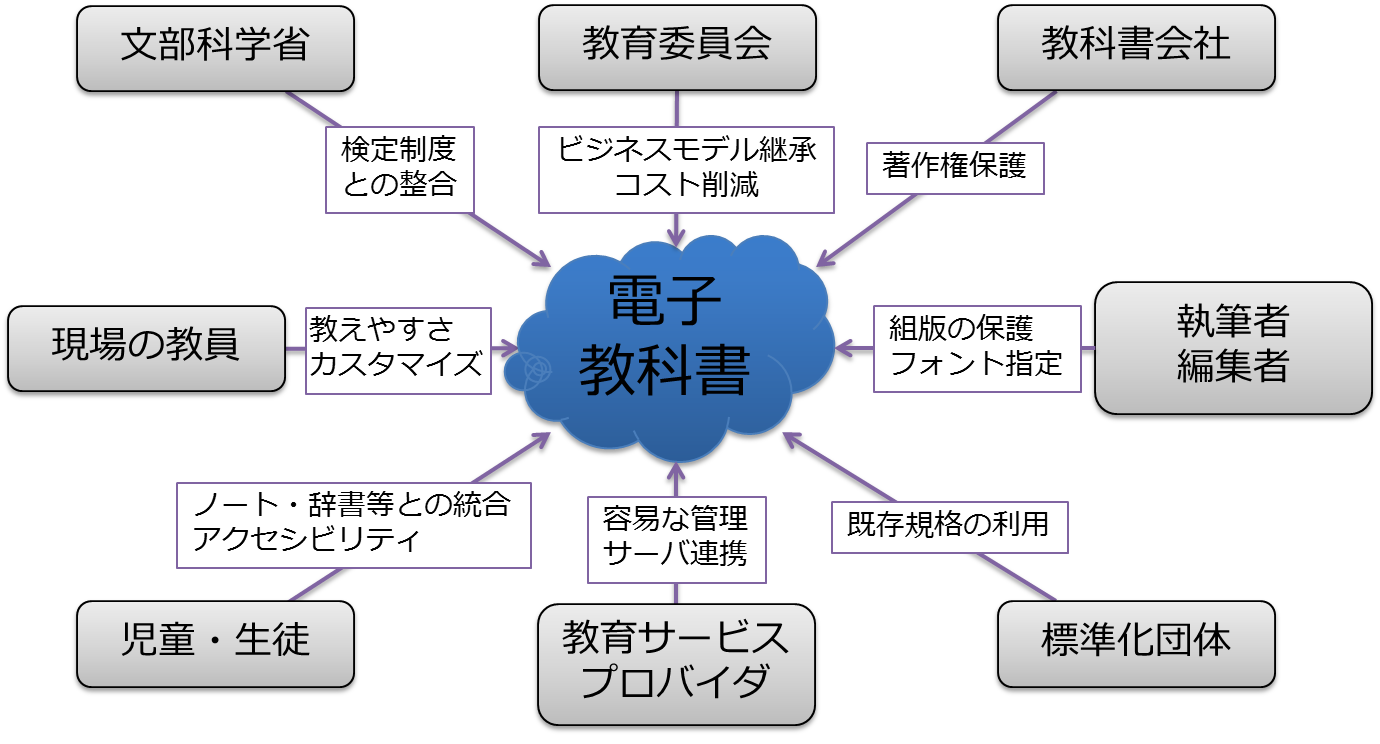 文部科学省
教育委員会
教科書会社
検定制度
との整合
ビジネスモデル継承
コスト削減
著作権保護
現場の教員
教えやすさ
カスタマイズ
電子
教科書
組版の保護
フォント指定
執筆者
編集者
ノート・辞書等との統合
アクセシビリティ
容易な管理
サーバ連携
既存規格の利用
児童・生徒
教育サービス
プロバイダ
標準化団体